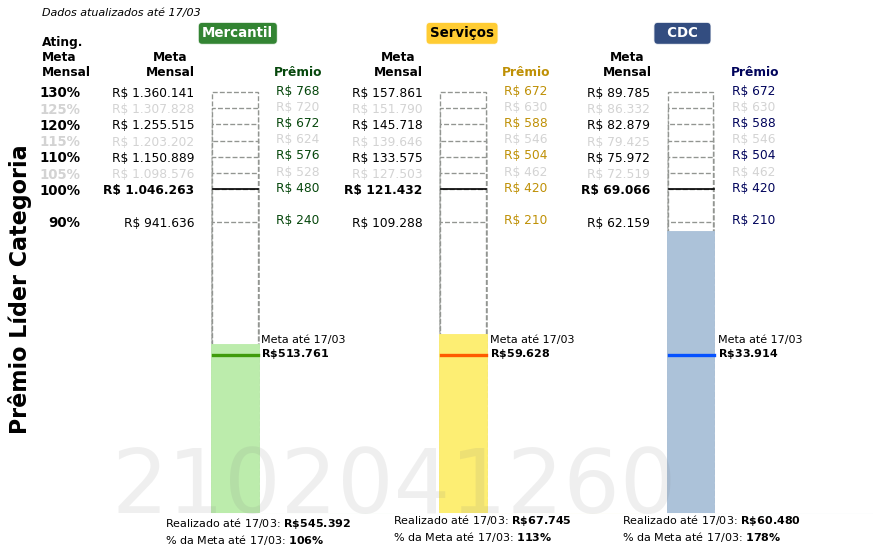 Dados atualizados até 17/03
Mercantil Serviços CDC
Ating.
Meta Meta Meta Meta
Mensal Mensal Prêmio Mensal Prêmio Mensal Prêmio
130% R$ 1.360.141 R$ 768 R$ 157.861 R$ 672 R$ 89.785 R$ 672
125% R$ 1.307.828 R$ 720 R$ 151.790 R$ 630 R$ 86.332 R$ 630
120% R$ 1.255.515 R$ 672 R$ 145.718 R$ 588 R$ 82.879 R$ 588
115% R$ 1.203.202 R$ 624 R$ 139.646 R$ 546 R$ 79.425 R$ 546
110% R$ 1.150.889 R$ 576 R$ 133.575 R$ 504 R$ 75.972 R$ 504
105% R$ 1.098.576 R$ 528 R$ 127.503 R$ 462 R$ 72.519 R$ 462
100% R$ 1.046.263 R$ 480 R$ 121.432 R$ 420 R$ 69.066 R$ 420
90% R$ 941.636 R$ 240 R$ 109.288 R$ 210 R$ 62.159 R$ 210
Prêmio Líder Categoria
Meta até 17/03 Meta até 17/03 Meta até 17/03
R$513.761 R$59.628 R$33.914
2102041260
Realizado até 17/03: R$545.392 Realizado até 17/03: R$67.745 Realizado até 17/03: R$60.480
% da Meta até 17/03: 106% % da Meta até 17/03: 113% % da Meta até 17/03: 178%